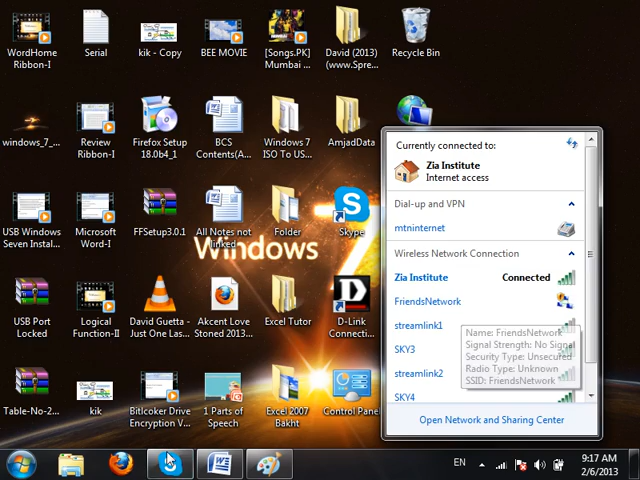 WordHome
Ribbon-I
Serial
kik - Copy
BEE MOVIE
[Songs.PK]
Mumbai ...
David (2013)
(www.Spre...
Recycle Bin
windows_7_...
Review
Ribbon-I
Firefox Setup
18.0b4_1
BCS
Contents(A...
Windows 7
ISO To US...
AmjadData
USB Windows
Seven Instal...
Microsoft
Word-I
FFSetup3.0.1
All Notes not
linked
Folder
Skype
Windows 7
USB Port
Locked
Logical
Function-II
David Guetta -
Just One Las...
Akcent Love
Stoned 2013...
Excel Tutor
D-Link
Connecti...
Table-No-2...
kik
Bitlcoker Drive
Encryption V...
1 Parts of
Speech
Excel 2007
Bakht
Control Panel
Currently connected to:
Zia Institute
Internet access
Dial-up and VPN
mtninternet
Wireless Network Connection
Zia Institute Connected
FriendsNetwork
streamlink1
SKY3
streamlink2
SKY4
Name: FriendsNetwork
Signal Strength: No Signal
Security Type: Unsecured
Radio Type: Unknown
SSID: FriendsNetwork
Open Network and Sharing Center
EN
9:17 AM
2/6/2013